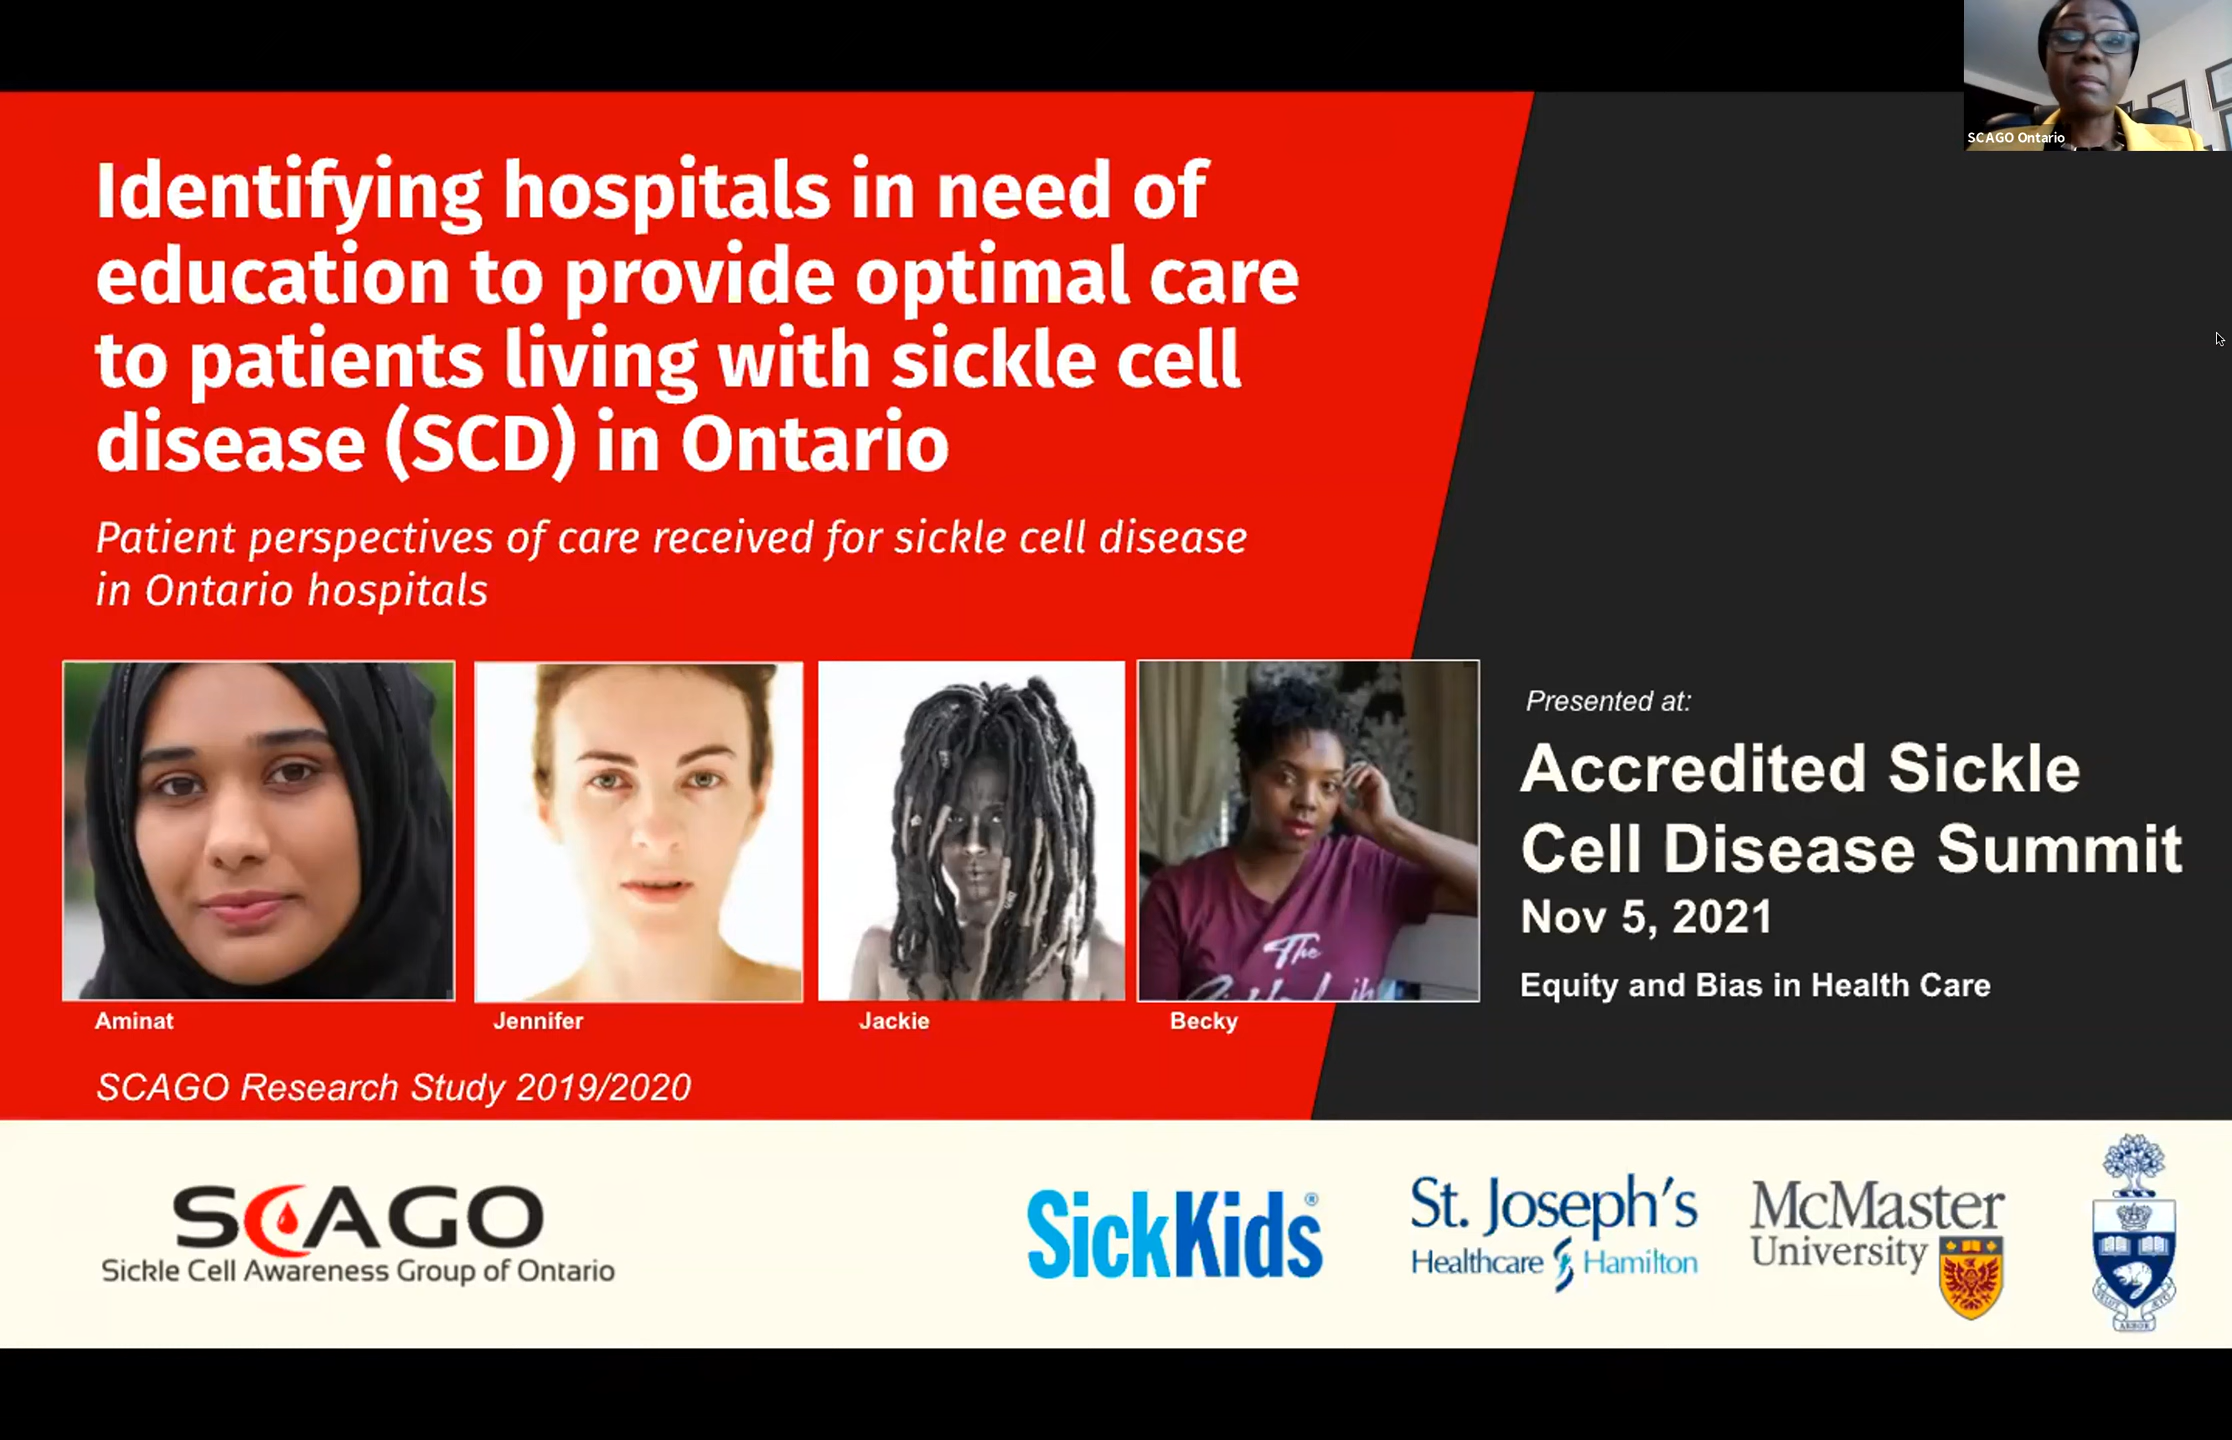 SCAGO Ontario
Identifying hospitals in need of
education to provide optimal care
to patients living with sickle cell
disease (SCD) in Ontario
Patient perspectives of care received for sickle cell disease
in Ontario hospitals
Aminat
Jennifer
Jackie
Becky
The
SCAGO Research Study 2019/2020
Presented at:
Accredited Sickle
Cell Disease Summit
Nov 5, 2021
Equity and Bias in Health Care
SCAGO
Sickle Cell Awareness Group of Ontario
SickKids®
St. Joseph's
Healthcare Hamilton
McMaster
University